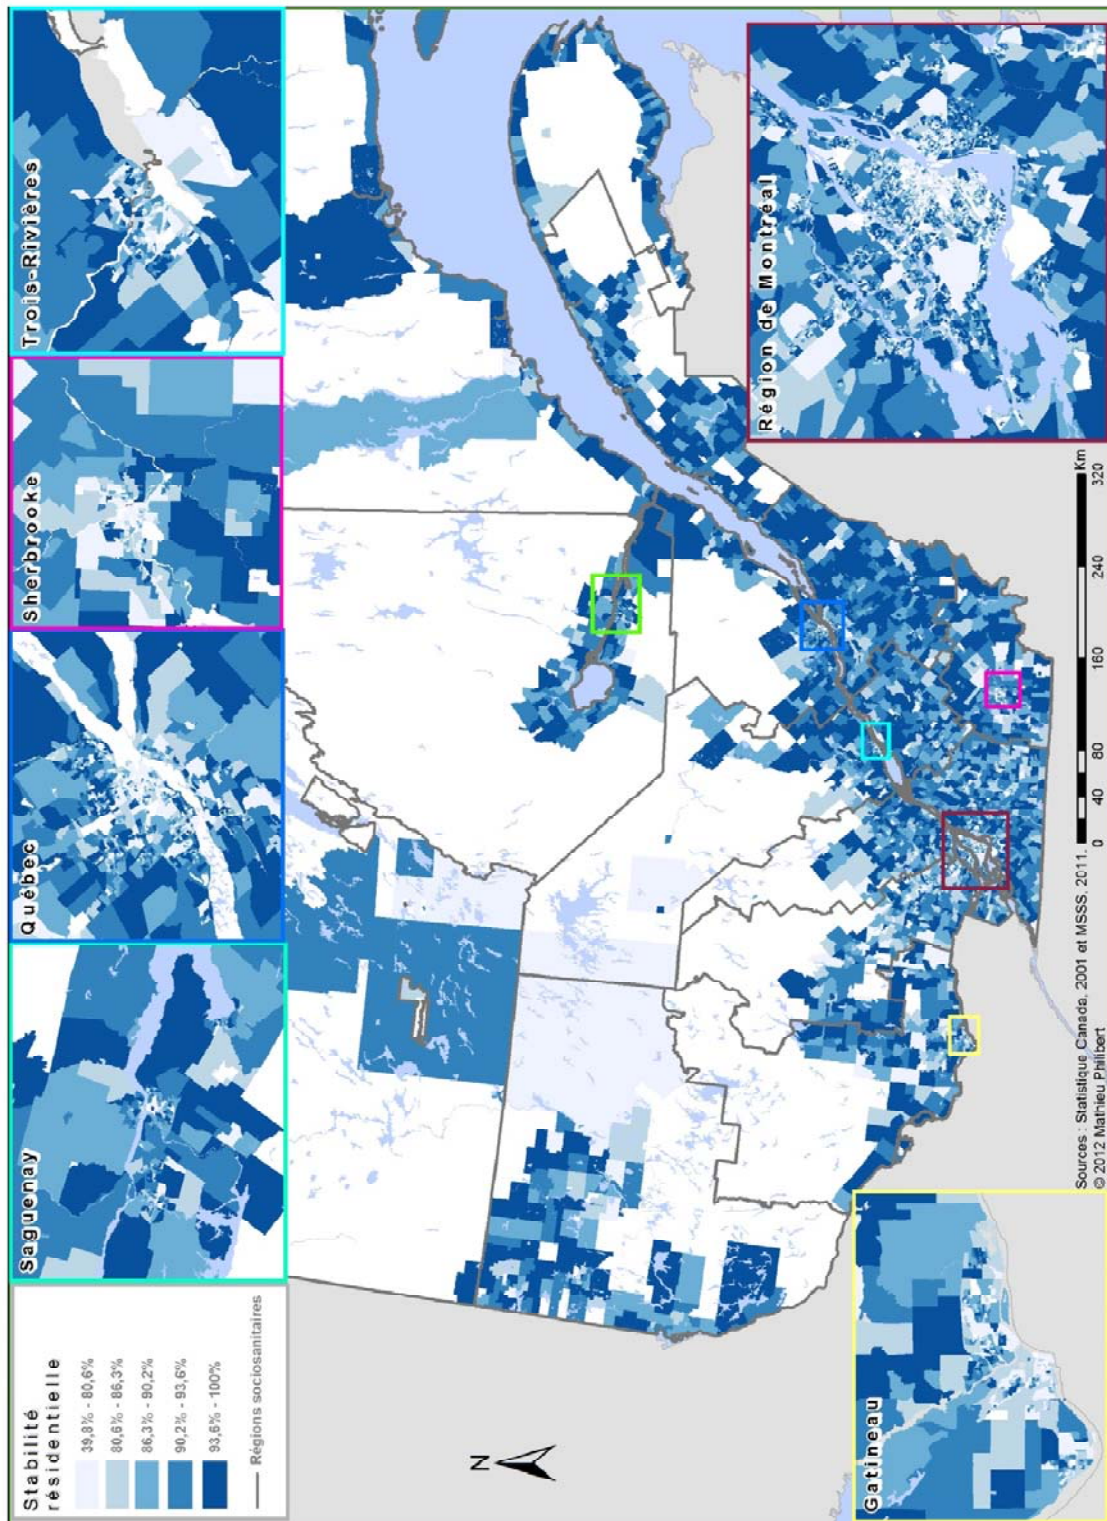 Stabilité
résidentielle
39,8% - 80,6%
80,6% - 86,3%
86,3% - 90,2%
90,2% - 93,6%
93,6% - 100%
Régions sociosanitaires
Saguenay
Québec
Sherbrooke
Trois-Rivières
N
Gatineau
Région de Montréal
Sources : Statistique Canada, 2001 et MSSS, 2011.
© 2012 Mathieu Philibert
0 40 80 160 240 320
Km